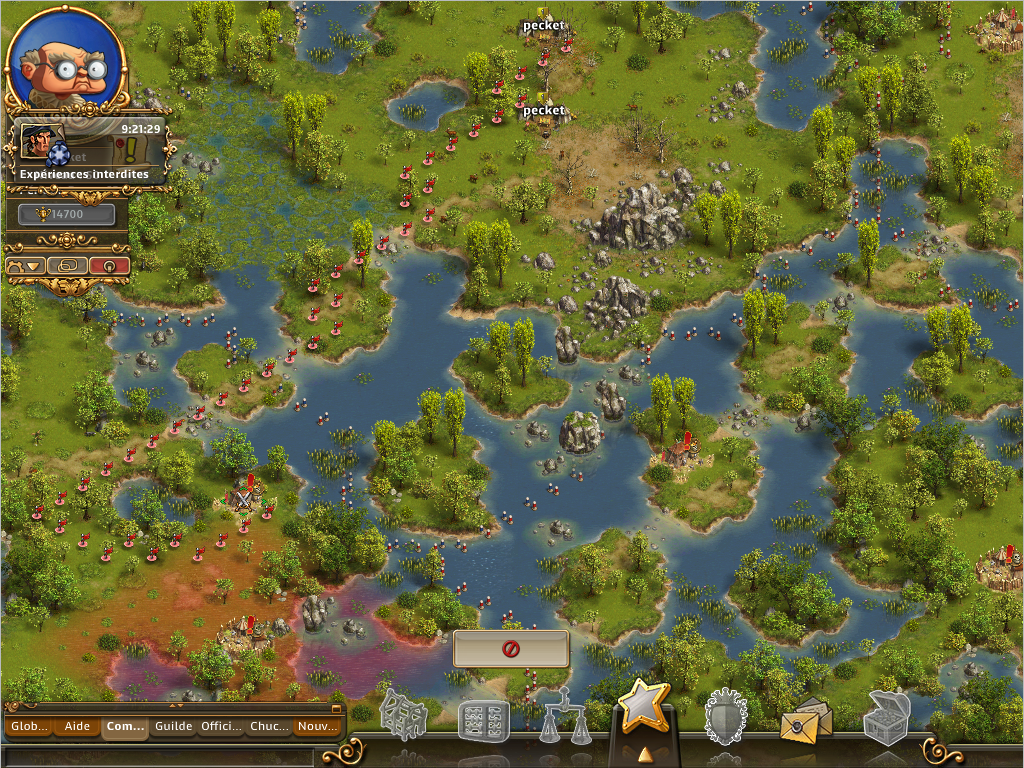 pecket
pecket
9:21:29
Expériences interdites
14700
Glob...
Aide
Com...
Guilde
Offici...
Chuc...
Nouv...